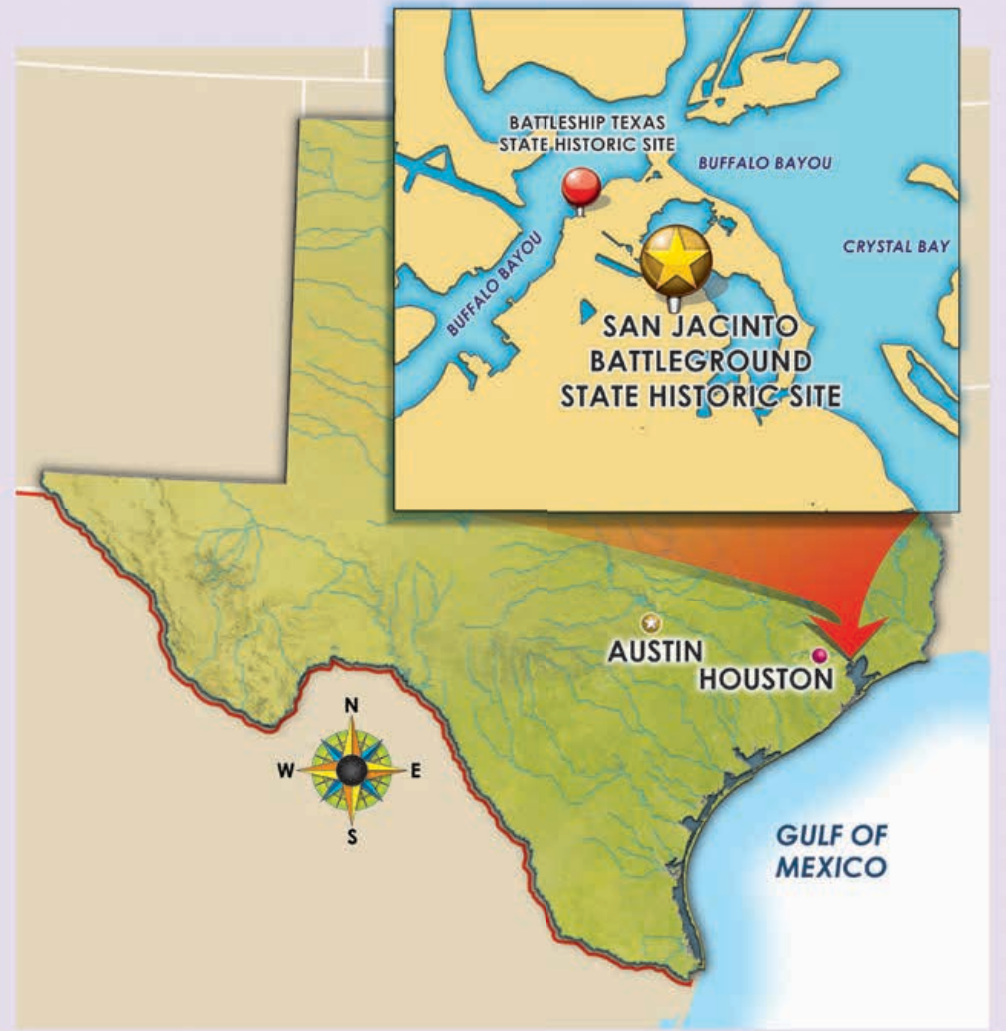 BATTLESHIP TEXAS
STATE HISTORIC SITE
BUFFALO BAYOU
CRYSTAL BAY
BUFFALO BAYOU
SAN JACINTO
BATTLEGROUND
STATE HISTORIC SITE
AUSTIN
HOUSTON
N
W E
S
GULF OF
MEXICO